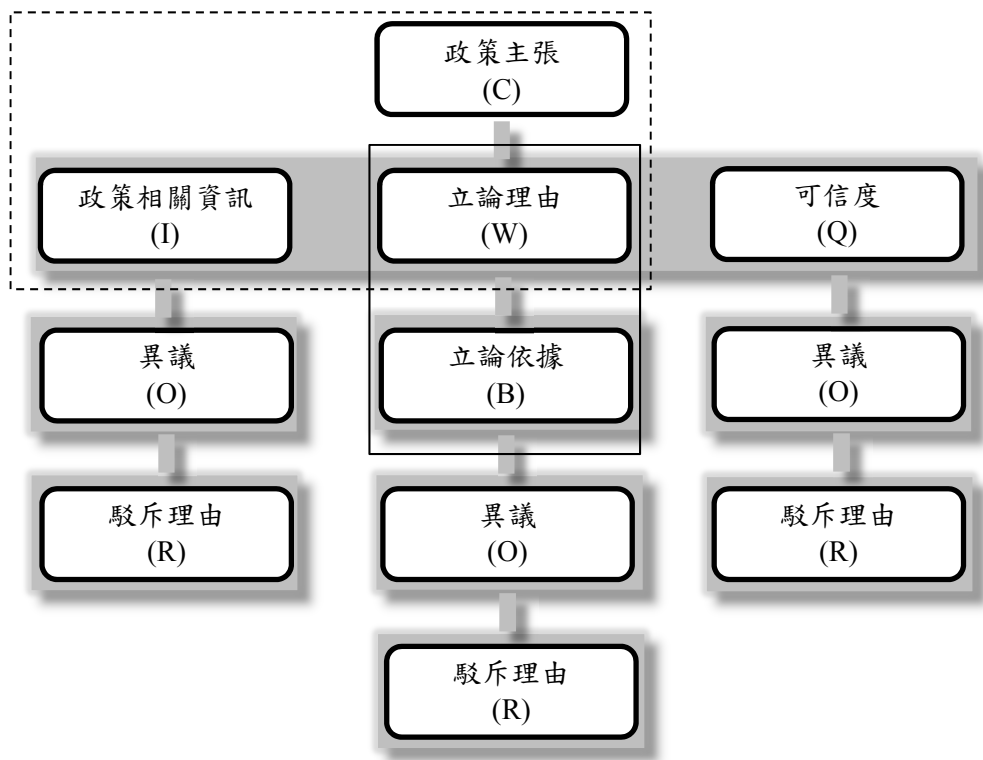 政策主張
(C)
政策相關資訊
(I)
立論理由
(W)
可信度
(Q)
異議
(O)
立論依據
(B)
異議
(O)
駁斥理由
(R)
異議
(O)
駁斥理由
(R)
駁斥理由
(R)